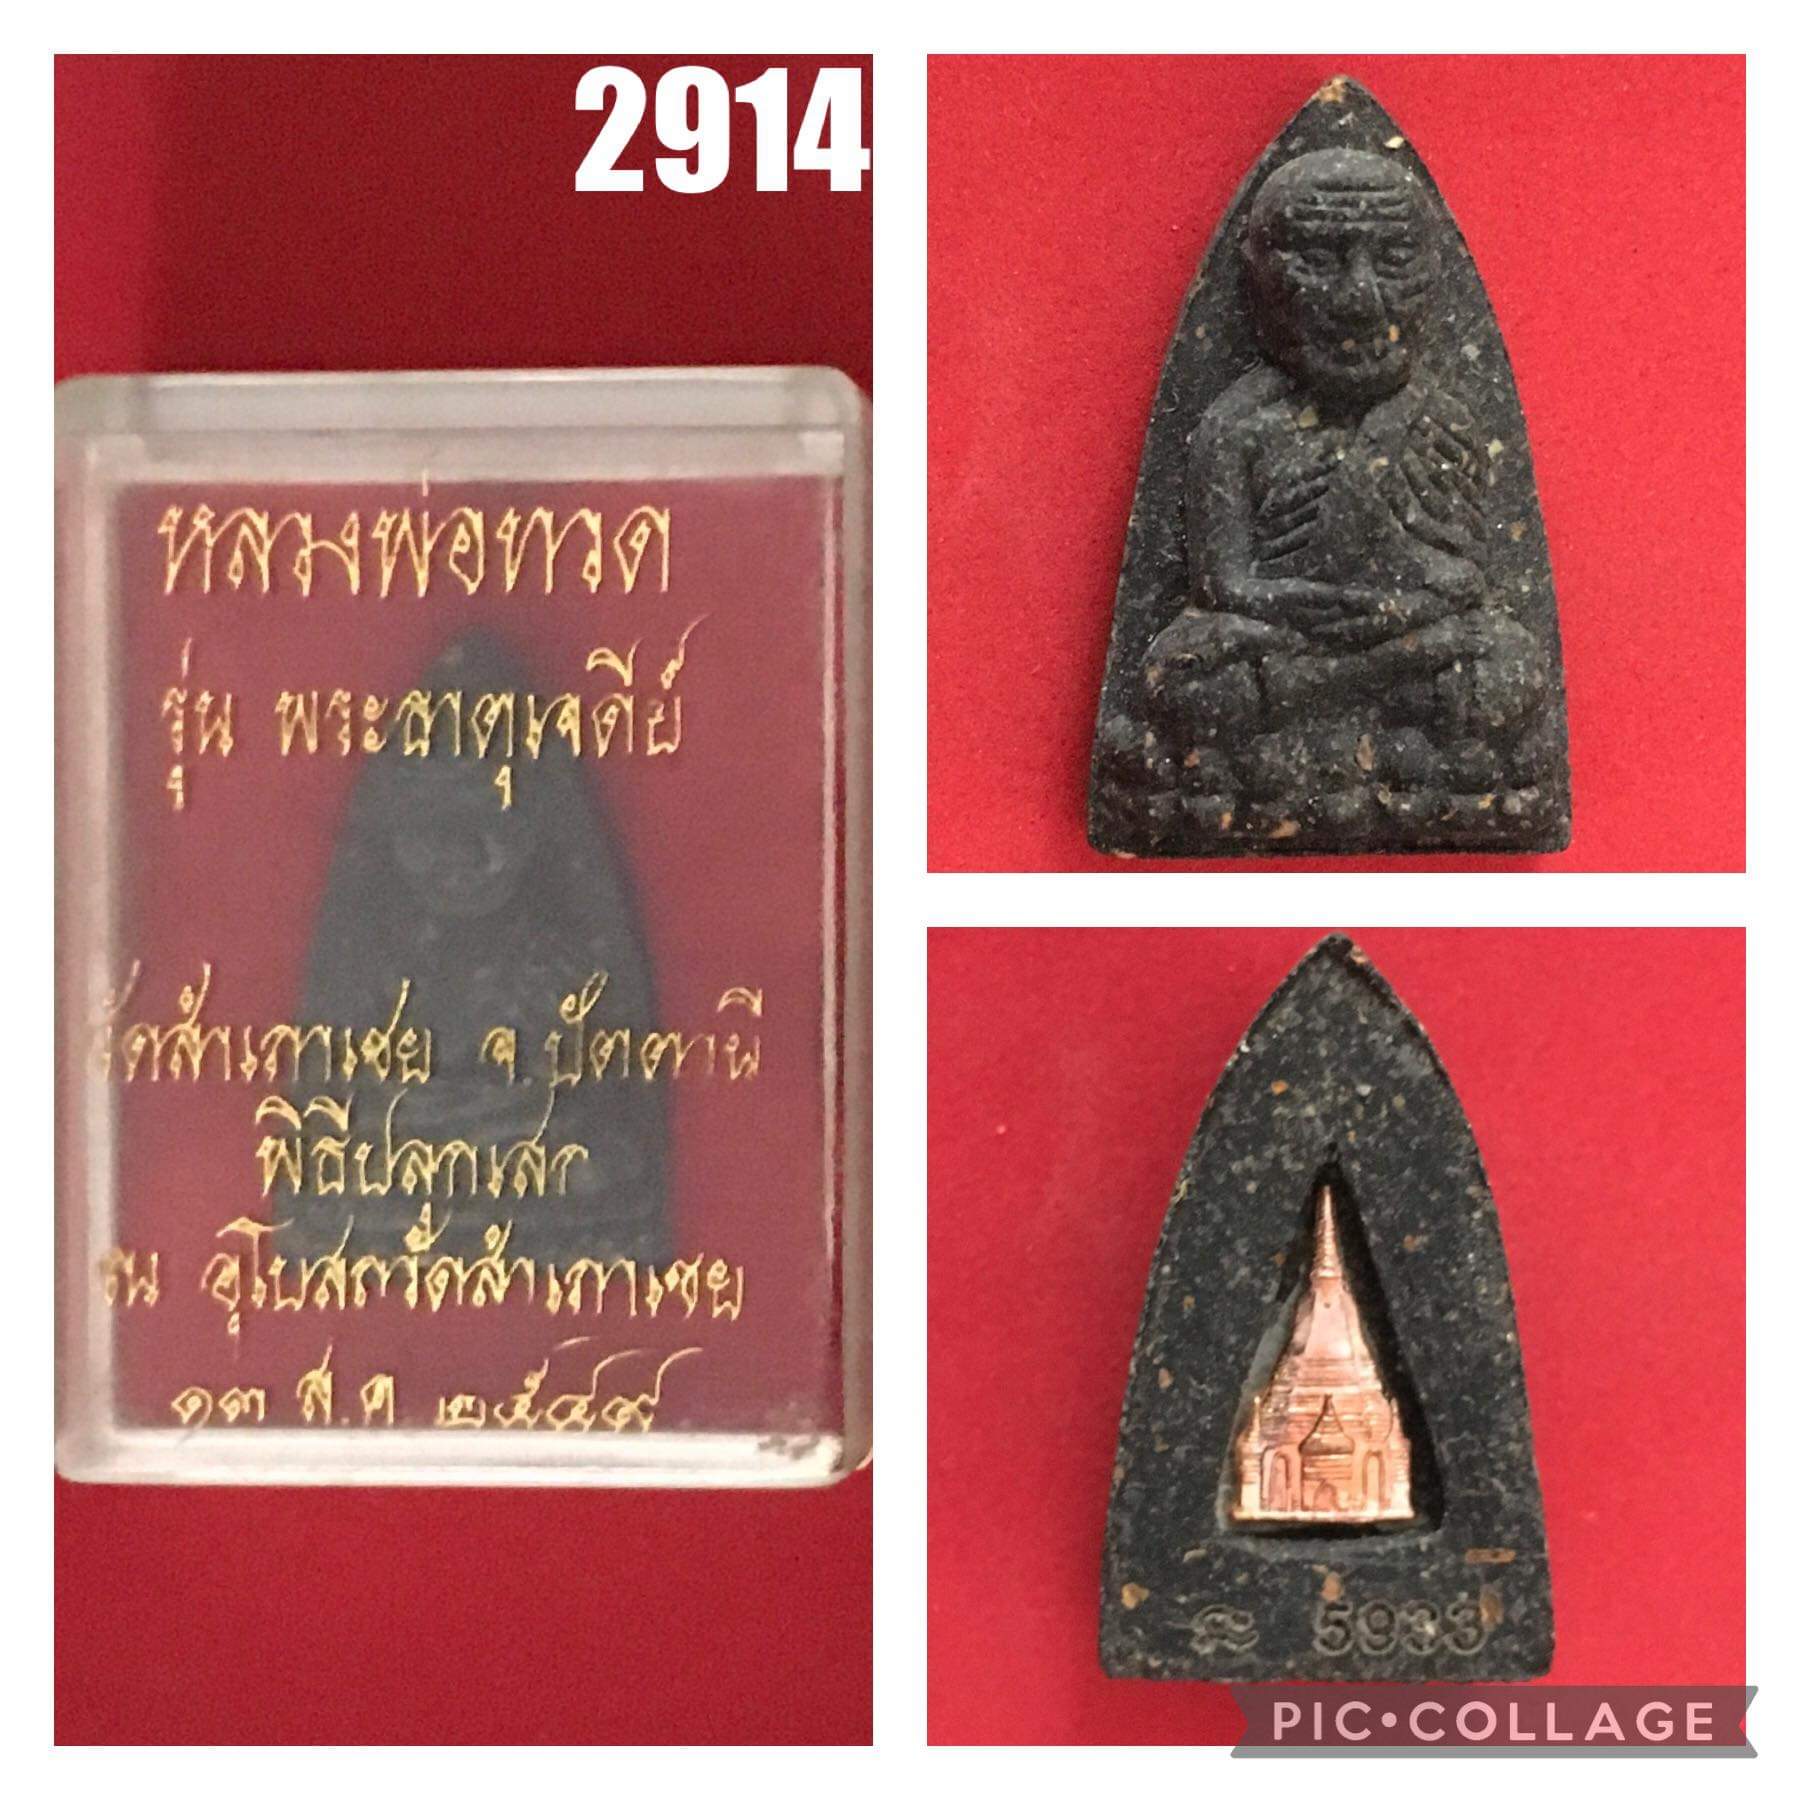 2914
หลวงพ่อทวด
รุ่น พระธาตุเจดีย์
วัดสำเภาเชย จ ปัตตานี
พิธีปลุกเสก
ณ อุโบสถวัดสำเภาเชย
๑๓ ส.ค ๒๕๔๙
5933
PIC•COLLAGE